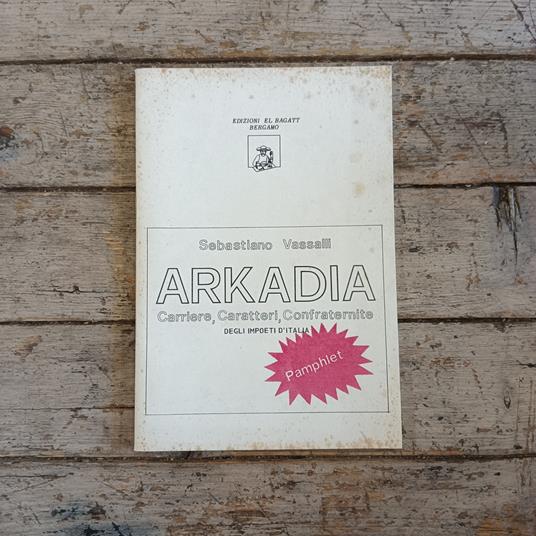 EDIZIONI EL BAGATT
BERGAMO
Sebastiano Vassalli
ARKADIA
Carriere, Caratteri, Confraternite
DEGLI IMPOETI D'ITALIA
Pamphlet